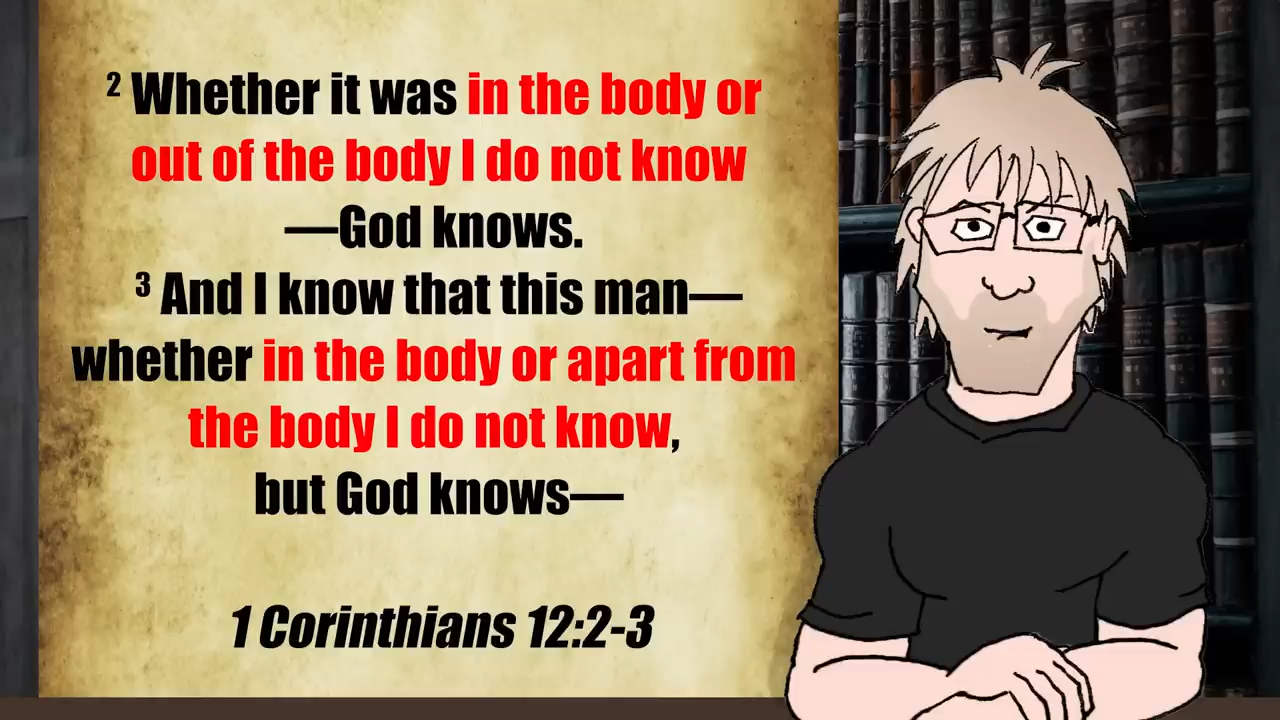 ² Whether it was in the body or
out of the body I do not know
—God knows.
³ And I know that this man—
whether in the body or apart from
the body I do not know,
but God knows—
1 Corinthians 12:2-3